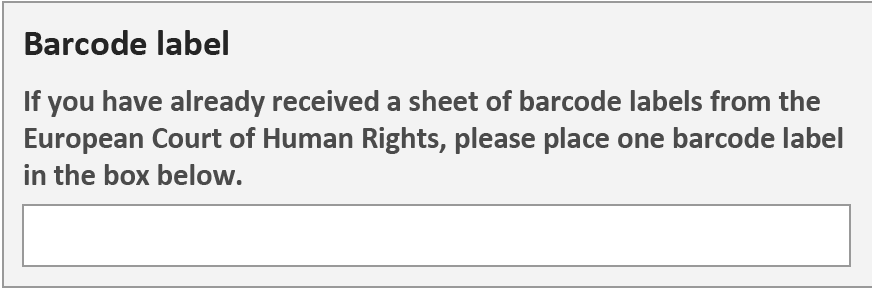 Barcode label
If you have already received a sheet of barcode labels from the
European Court of Human Rights, please place one barcode label
in the box below.